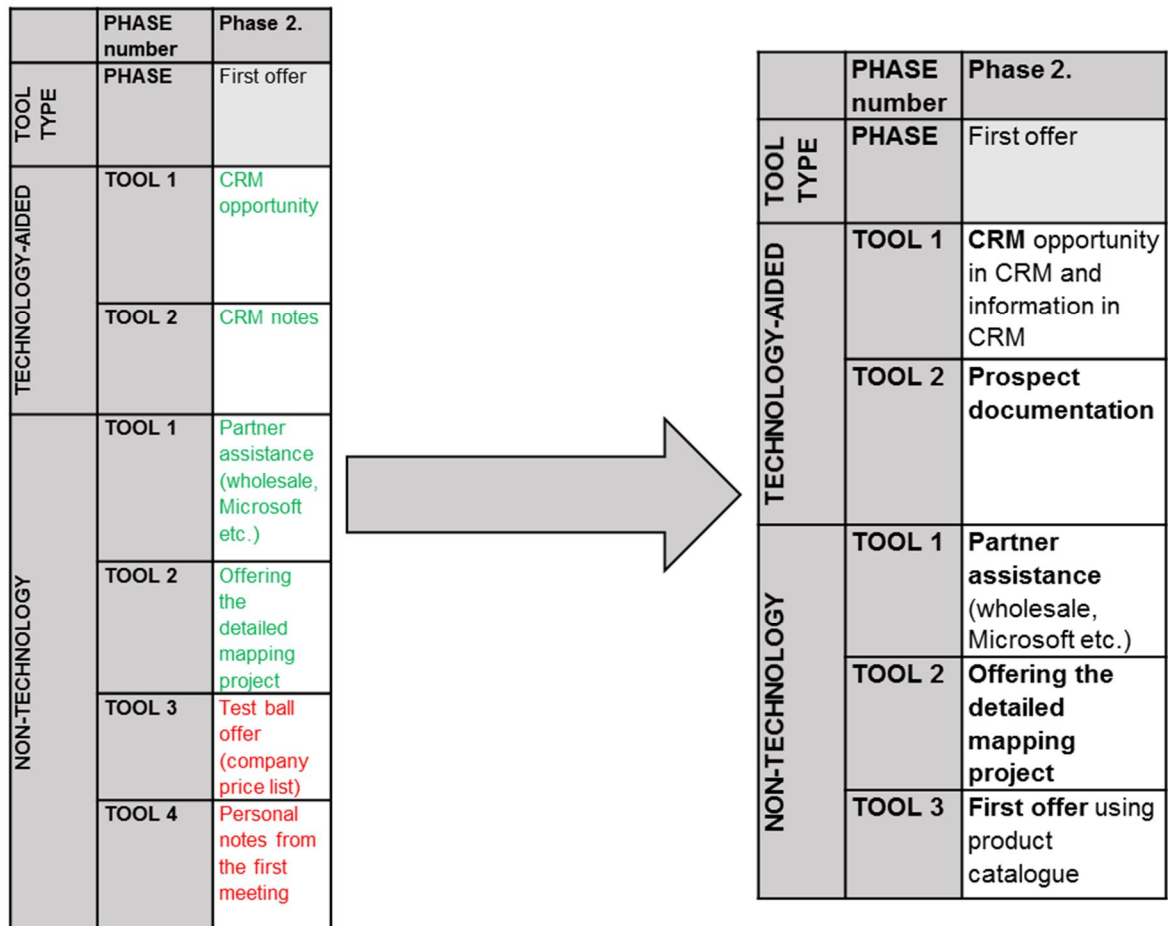 PHASE number
Phase 2.
TOOL TYPE
PHASE
First offer
TECHNOLOGY-AIDED
TOOL 1
CRM
opportunity
TOOL 2
CRM notes
NON-TECHNOLOGY
TOOL 1
Partner
assistance
(wholesale,
Microsoft
etc.)
TOOL 2
Offering
the
detailed
mapping
project
TOOL 3
Test ball
offer
(company
price list)
TOOL 4
Personal
notes from
the first
meeting
PHASE number
Phase 2.
TOOL TYPE
PHASE
First offer
TECHNOLOGY-AIDED
TOOL 1
CRM opportunity
in CRM and
information in
CRM
TOOL 2
Prospect
documentation
NON-TECHNOLOGY
TOOL 1
Partner
assistance
(wholesale,
Microsoft etc.)
TOOL 2
Offering the
detailed
mapping
project
TOOL 3
First offer using
product
catalogue